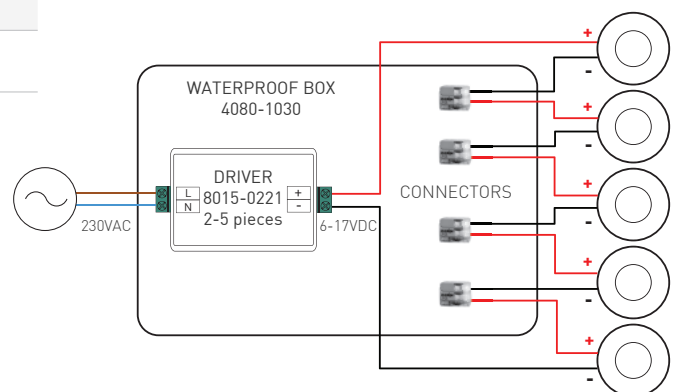 WATERPROOF BOX
4080-1030
DRIVER
8015-0221
2-5 pieces
L
N
+
-
230VAC
6-17VDC
CONNECTORS
+
-
+
-
+
-
+
-
+
-